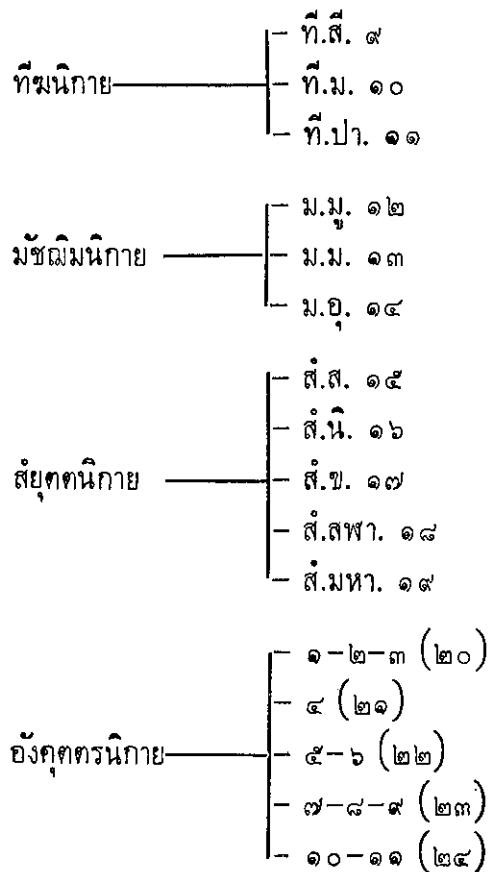 ทีฆนิกาย
ที.สี. ๙
ที.ม. ๑๐
ที.ปา. ๑๑
มัชฌิมนิกาย
ม.มู. ๑๒
ม.ม. ๑๓
ม.อุ. ๑๔
สํยุตตนิกาย
สํ.ส. ๑๕
สํ.นิ. ๑๖
สํ.ข. ๑๗
สํ.สฬา. ๑๘
สํ.มหา. ๑๙
อังคุตตรนิกาย
๑-๒-๓ (๒๐)
๔ (๒๑)
๕-๖ (๒๒)
๗-๘-๙ (๒๓)
๑๐-๑๑ (๒๔)